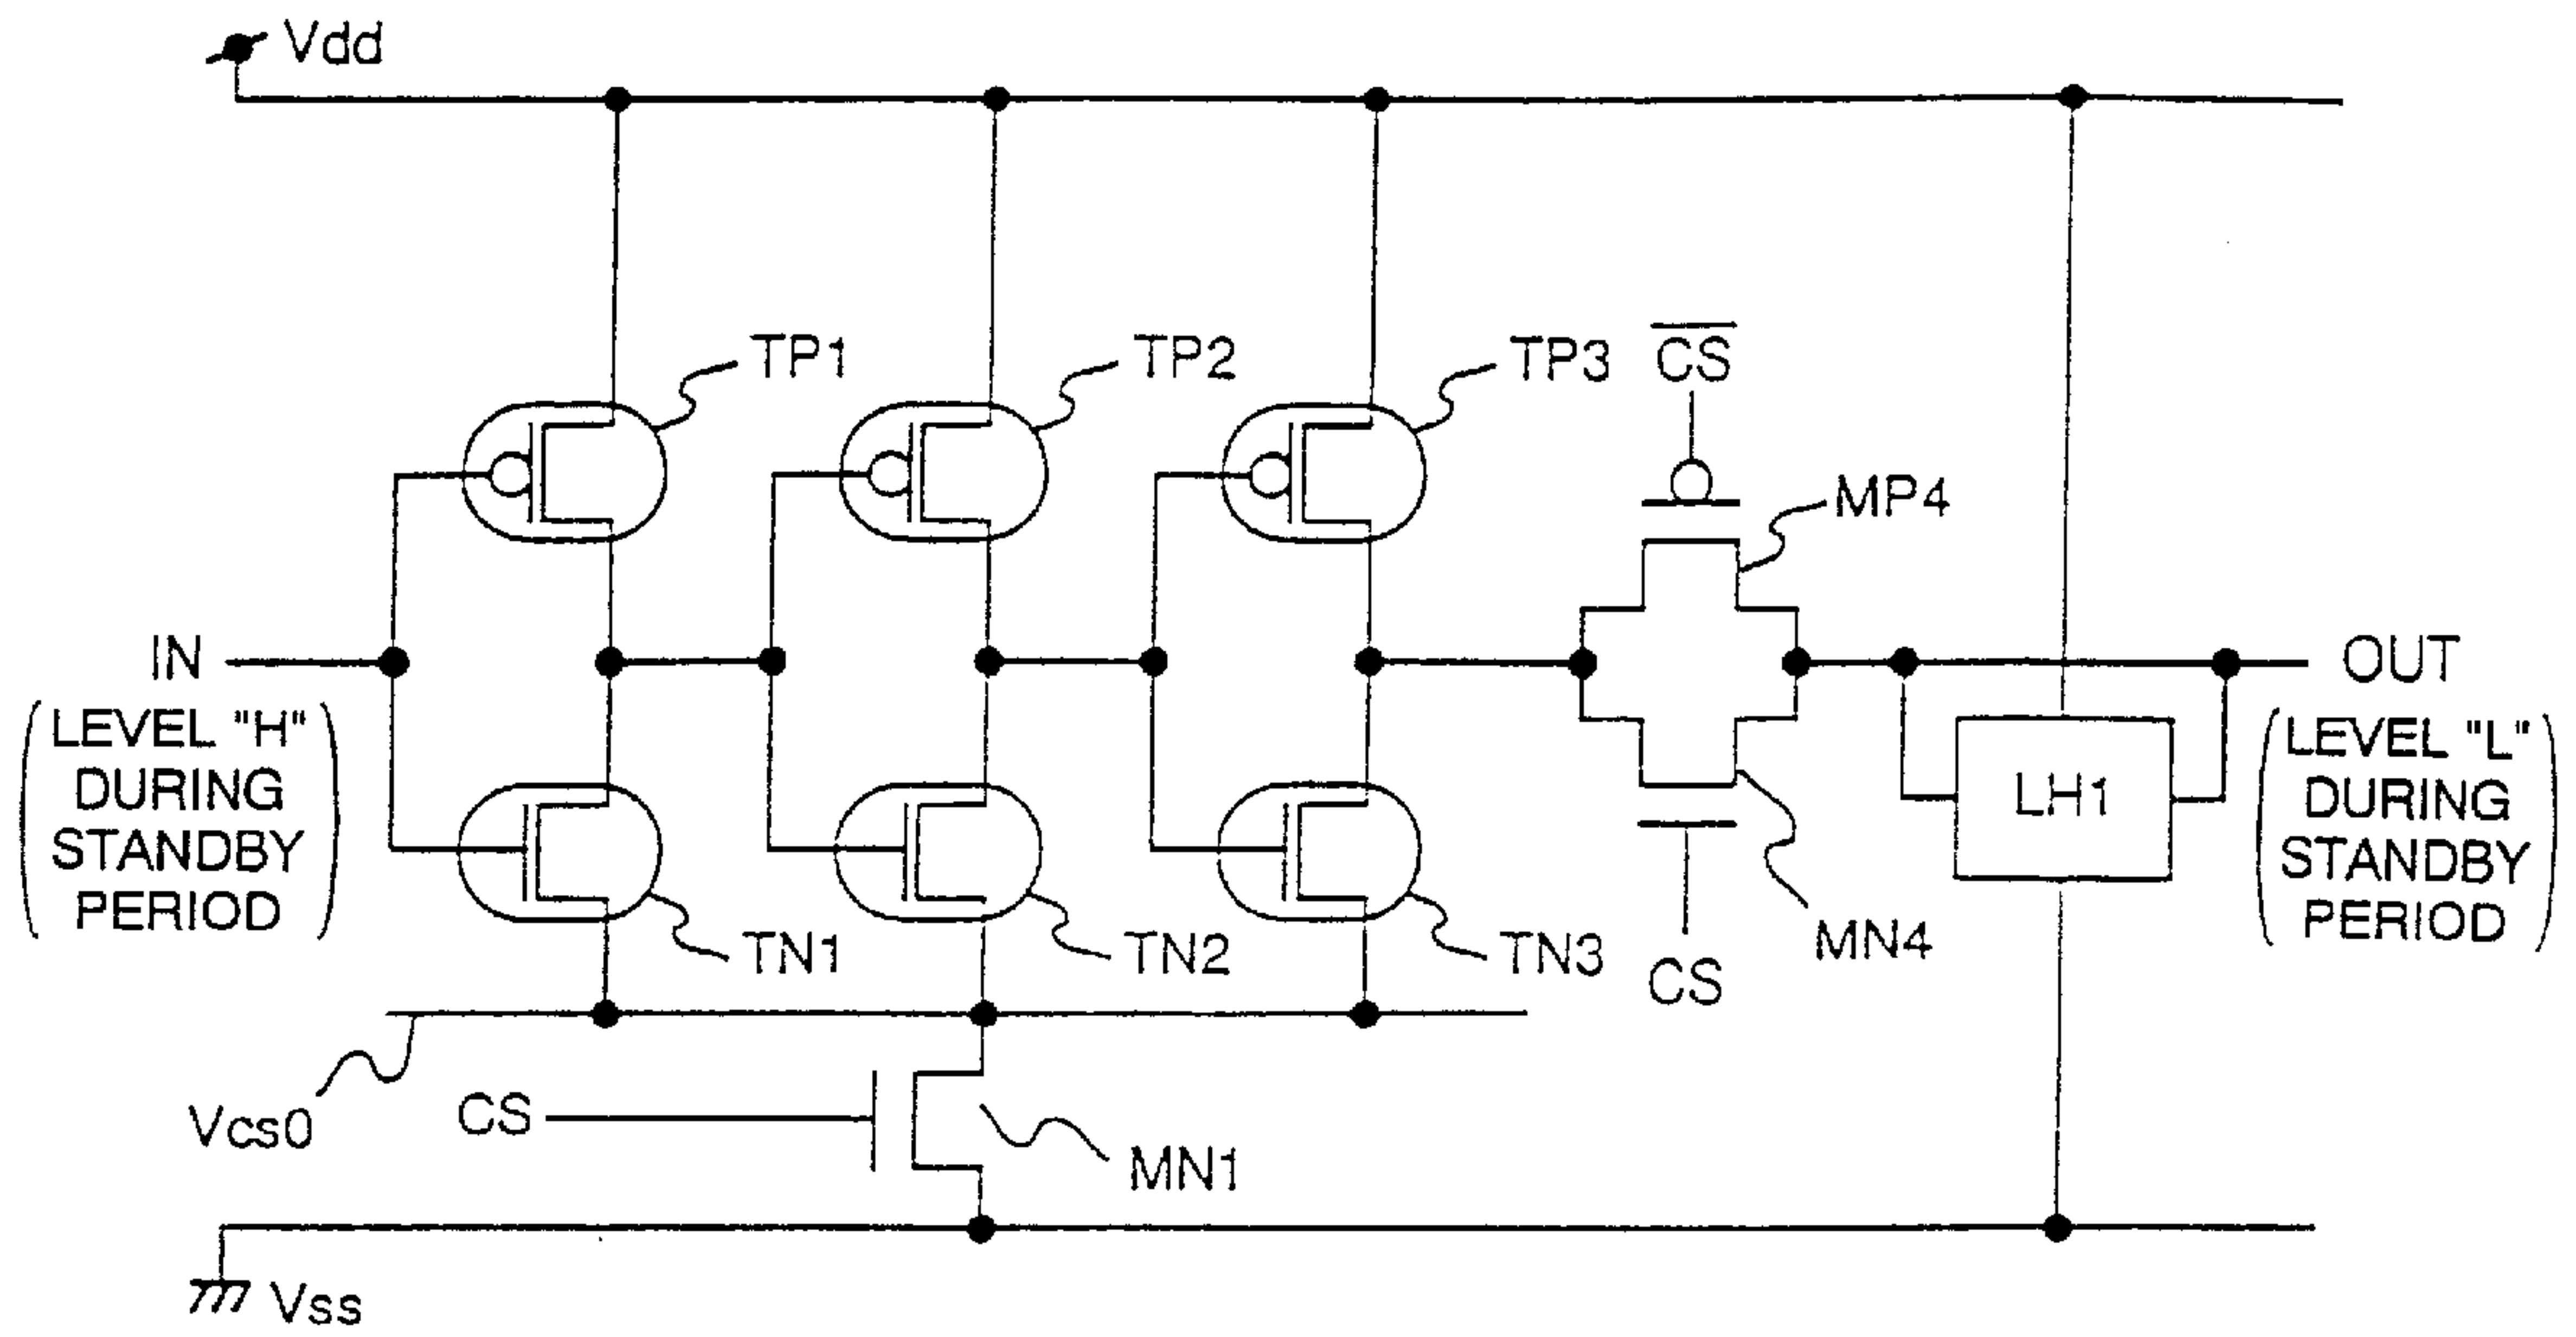 Vdd
TP1
TP2
TP3
CS
MP4
IN
(LEVEL "H"
DURING
STANDBY
PERIOD)
OUT
(LEVEL "L"
DURING
STANDBY
PERIOD)
LH1
TN1
TN2
TN3
MN4
CS
Vcs0
CS
MN1
Vss